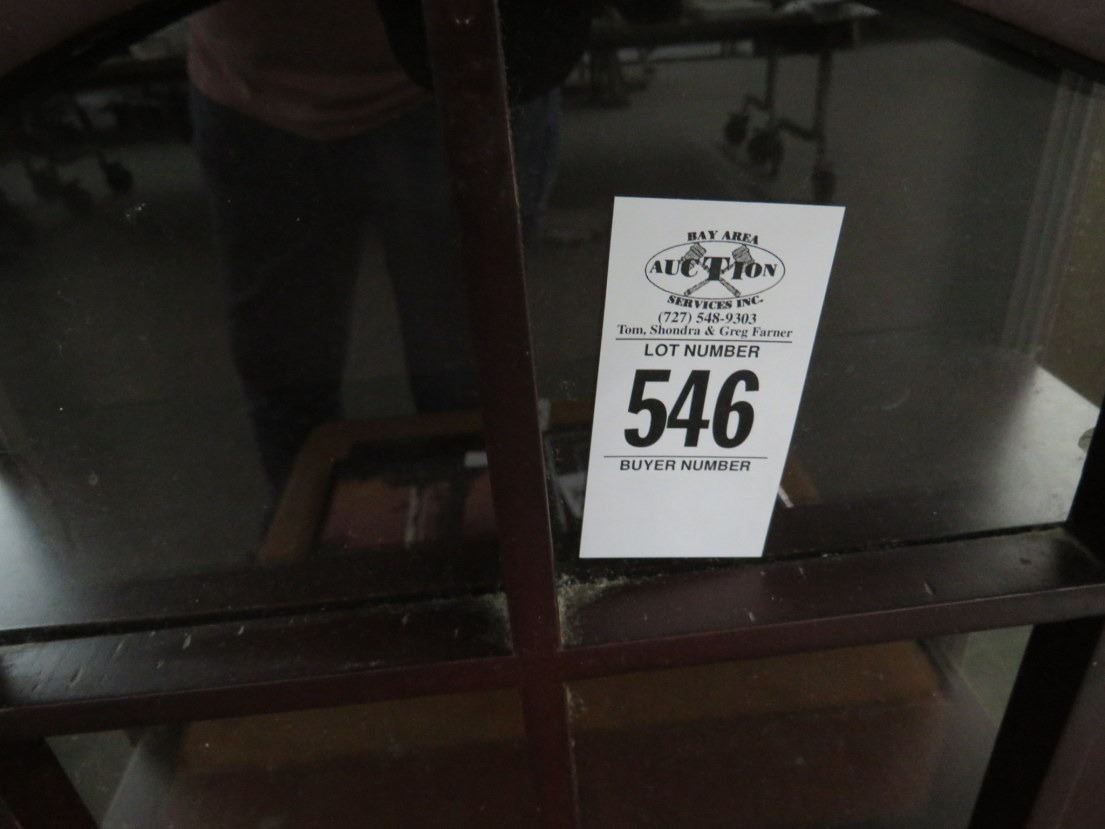 BAY AREA
AUCTION
SERVICES INC.
(727) 548-9303
Tom, Shondra & Greg Farner
LOT NUMBER
546
BUYER NUMBER